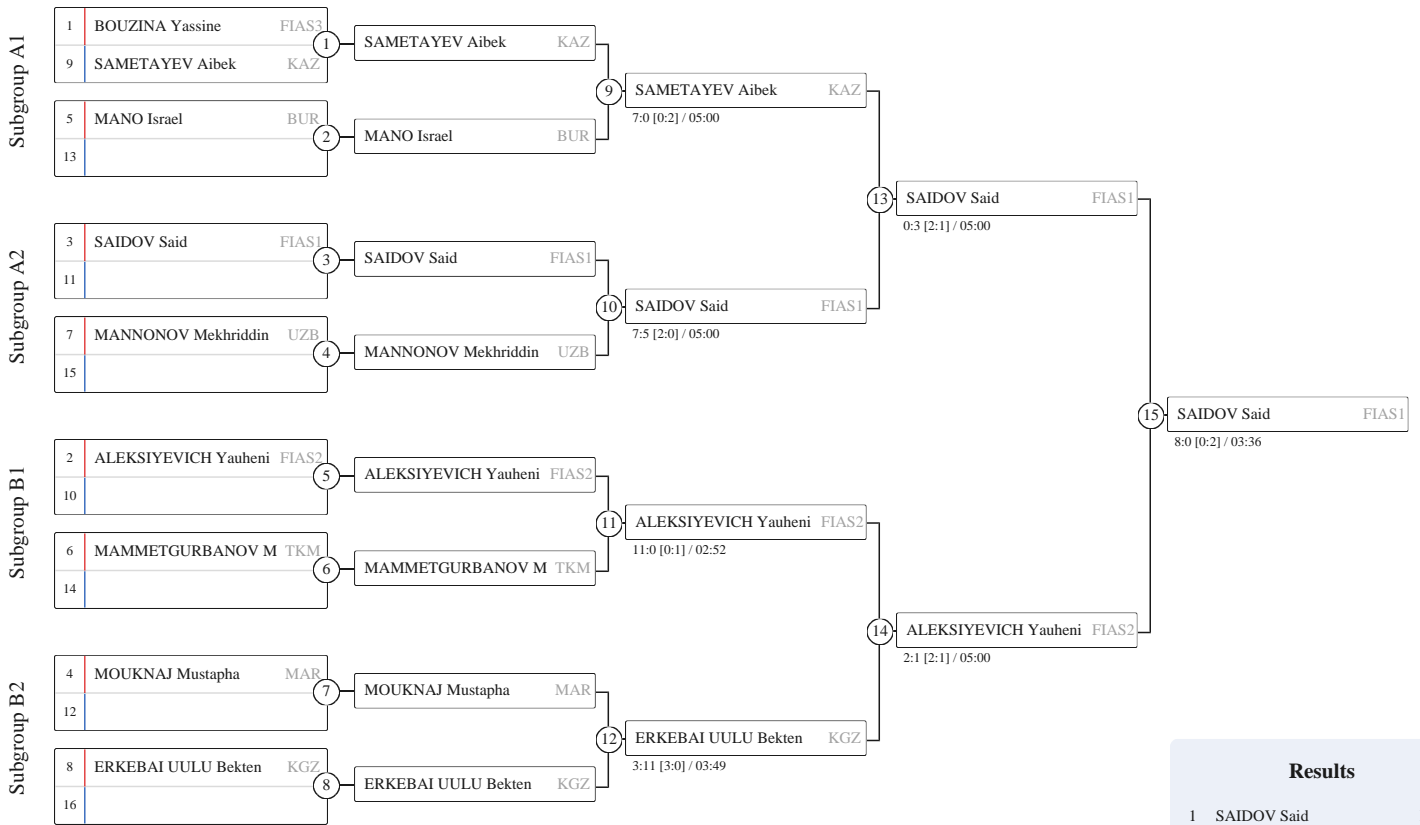 Subgroup A1
1 BOUZINA Yassine FIAS3
9 SAMETAYEV Aibek KAZ
1
5 MANO Israel BUR
13
2
Subgroup A2
3 SAIDOV Said FIAS1
11
3
7 MANNONOV Mekhriddin UZB
15
4
Subgroup B1
2 ALEKSIYEVICH Yauheni FIAS2
10
5
6 MAMMETGURBANOV M TKM
14
6
Subgroup B2
4 MOUKNAJ Mustapha MAR
12
7
8 ERKEBAI UULU Bekten KGZ
16
8
SAMETAYEV Aibek KAZ
MANO Israel BUR
SAIDOV Said FIAS1
MANNONOV Mekhriddin UZB
ALEKSIYEVICH Yauheni FIAS2
MAMMETGURBANOV M TKM
MOUKNAJ Mustapha MAR
ERKEBAI UULU Bekten KGZ
9 SAMETAYEV Aibek KAZ
7:0 [0:2] / 05:00
10 SAIDOV Said FIAS1
7:5 [2:0] / 05:00
11 ALEKSIYEVICH Yauheni FIAS2
11:0 [0:1] / 02:52
12 ERKEBAI UULU Bekten KGZ
3:11 [3:0] / 03:49
13 SAIDOV Said FIAS1
0:3 [2:1] / 05:00
14 ALEKSIYEVICH Yauheni FIAS2
2:1 [2:1] / 05:00
15 SAIDOV Said FIAS1
8:0 [0:2] / 03:36
Results
1 SAIDOV Said